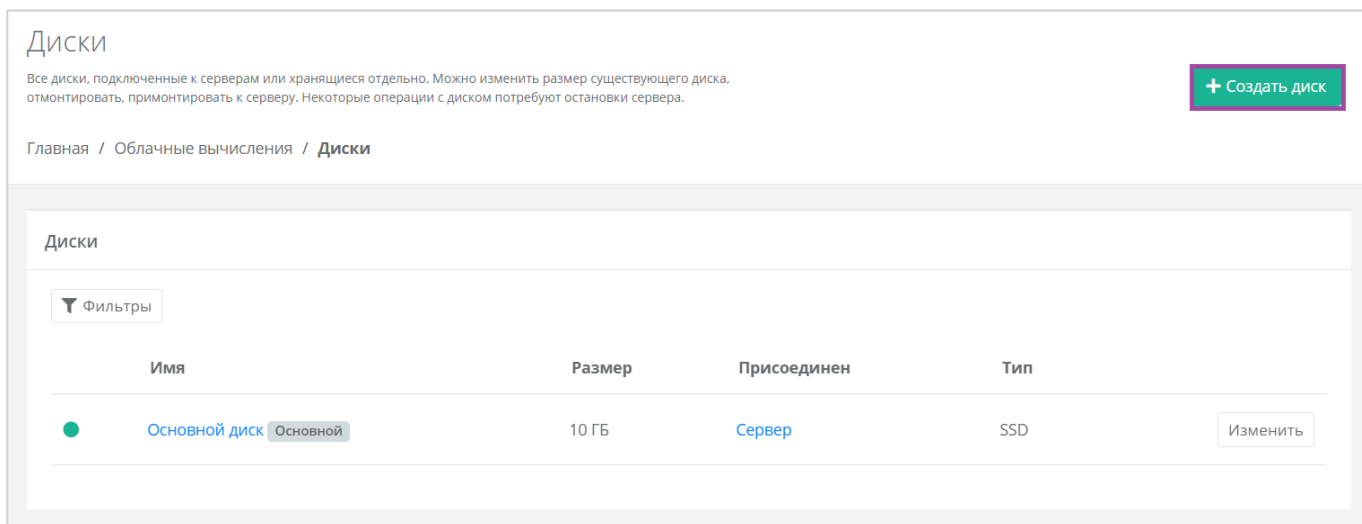 Диски
Все диски, подключенные к серверам или хранящиеся отдельно. Можно изменить размер существующего диска,
отмонтировать, примонтировать к серверу. Некоторые операции с диском потребуют остановки сервера.
+ Создать диск
Главная / Облачные вычисления / Диски
Диски
Фильтры
Имя Размер Присоединен Тип
Основной диск Основной 10 ГБ Сервер SSD Изменить